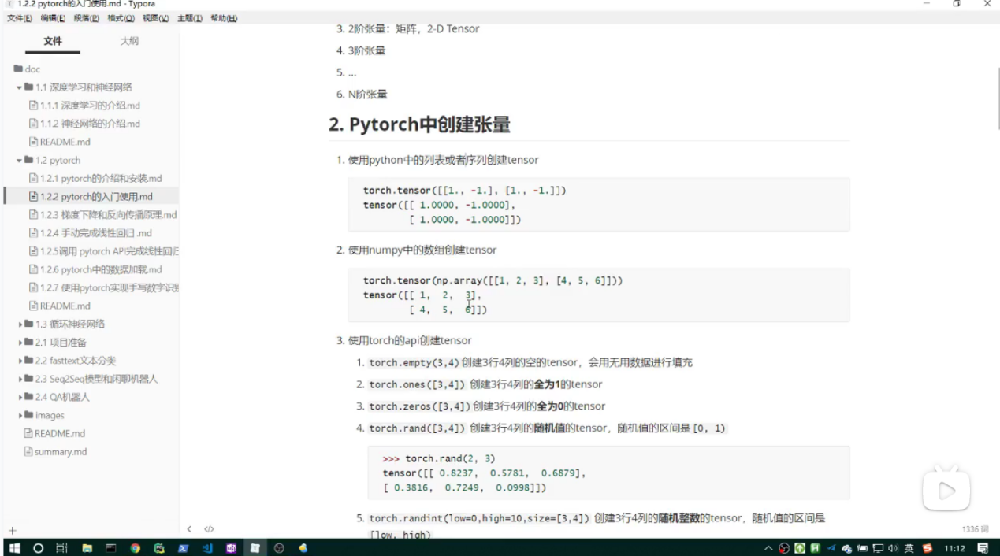 1.2.2 pytorch的入门使用.md - Typora
文件(F) 编辑(E) 段落(P) 格式(O) 视图(V) 主题(T) 帮助(H)
文件 大纲
doc
1.1 深度学习和神经网络
1.1.1 深度学习的介绍.md
1.1.2 神经网络的介绍.md
README.md
1.2 pytorch
1.2.1 pytorch的介绍和安装.md
1.2.2 pytorch的入门使用.md
1.2.3 梯度下降和反向传播原理.md
1.2.4 手动完成线性回归 .md
1.2.5调用 pytorch API完成线性回归
1.2.6 pytorch中的数据加载.md
1.2.7 使用pytorch实现手写数字识
README.md
1.3 循环神经网络
2.1 项目准备
2.2 fasttext文本分类
2.3 Seq2Seq模型和闲聊机器人
2.4 QA机器人
images
README.md
summary.md
3. 2阶张量：矩阵，2-D Tensor
4. 3阶张量
5. ...
6. N阶张量
2. Pytorch中创建张量
1. 使用python中的列表或者序列创建tensor
torch.tensor([[1., -1.], [1., -1.]])
tensor([[ 1.0000, -1.0000],
[ 1.0000, -1.0000]])
2. 使用numpy中的数组创建tensor
torch.tensor(np.array([[1, 2, 3], [4, 5, 6]]))
tensor([[ 1, 2, 3],
[ 4, 5, 6]])
3. 使用torch的api创建tensor
1. torch.empty(3,4)创建3行4列的空的tensor，会用无用数据进行填充
2. torch.ones([3,4]) 创建3行4列的全为1的tensor
3. torch.zeros([3,4])创建3行4列的全为0的tensor
4. torch.rand([3,4]) 创建3行4列的随机值的tensor，随机值的区间是[0, 1)
>>> torch.rand(2, 3)
tensor([[ 0.8237, 0.5781, 0.6879],
[ 0.3816, 0.7249, 0.0998]])
5. torch.randint(low=0,high=10,size=[3,4]) 创建3行4列的随机整数的tensor，随机值的区间是
[low, high)
1336 词
英 11:12